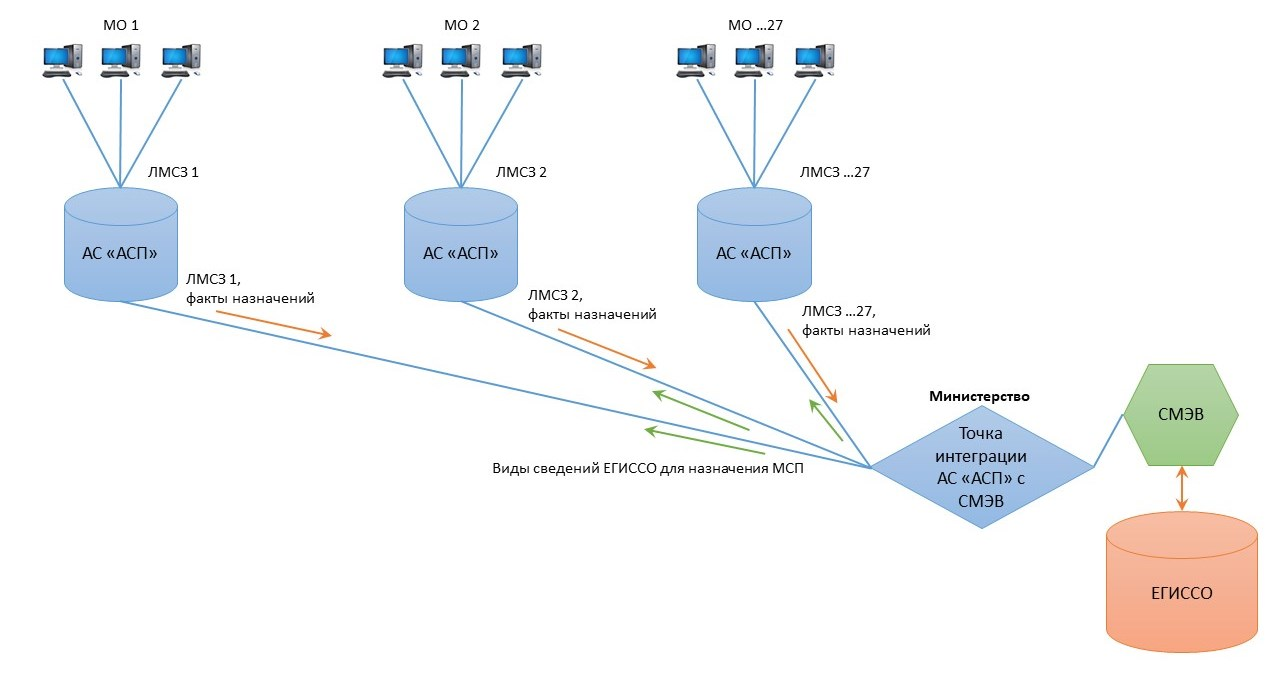 МО 1
МО 2
МО ...27
ЛМСЗ 1
ЛМСЗ 2
ЛМСЗ ...27
АС «АСП»
АС «АСП»
АС «АСП»
ЛМСЗ 1,
факты назначений
ЛМСЗ 2,
факты назначений
ЛМСЗ ...27,
факты назначений
Министерство
Точка
интеграции
АС «АСП» с
СМЭВ
СМЭВ
Виды сведений ЕГИССО для назначения МСП
ЕГИССО